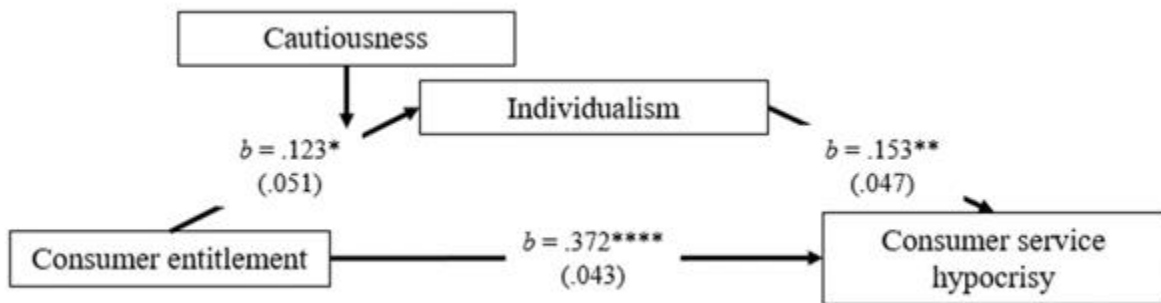 Cautiousness
Individualism
b = .123*
(.051)
b = .153**
(.047)
Consumer entitlement
b = .372****
(.043)
Consumer service
hypocrisy